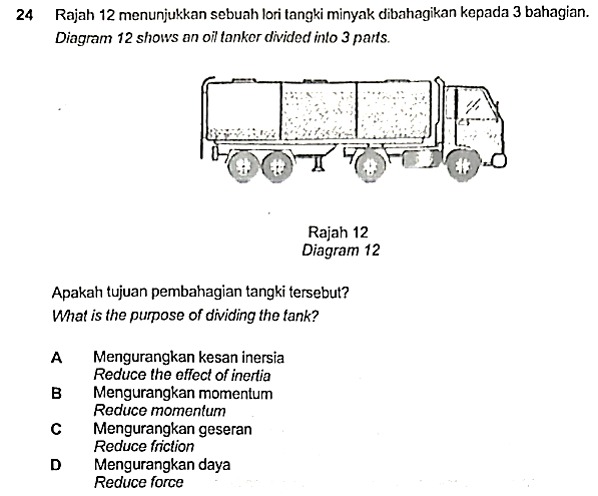 24 Rajah 12 menunjukkan sebuah lori tangki minyak dibahagikan kepada 3 bahagian.
Diagram 12 shows an oil tanker divided into 3 parts.
Rajah 12
Diagram 12
Apakah tujuan pembahagian tangki tersebut?
What is the purpose of dividing the tank?
A Mengurangkan kesan inersia
Reduce the effect of inertia
B Mengurangkan momentum
Reduce momentum
C Mengurangkan geseran
Reduce friction
D Mengurangkan daya
Reduce force